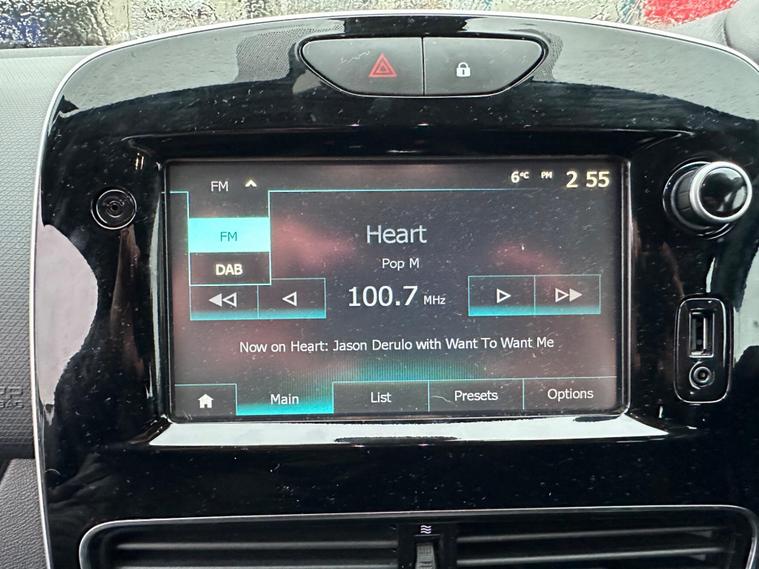 FM
6°C PM 2 55
FM
DAB
Heart
Pop M
100.7 MHz
Now on Heart: Jason Derulo with Want To Want Me
Main
List
Presets
Options